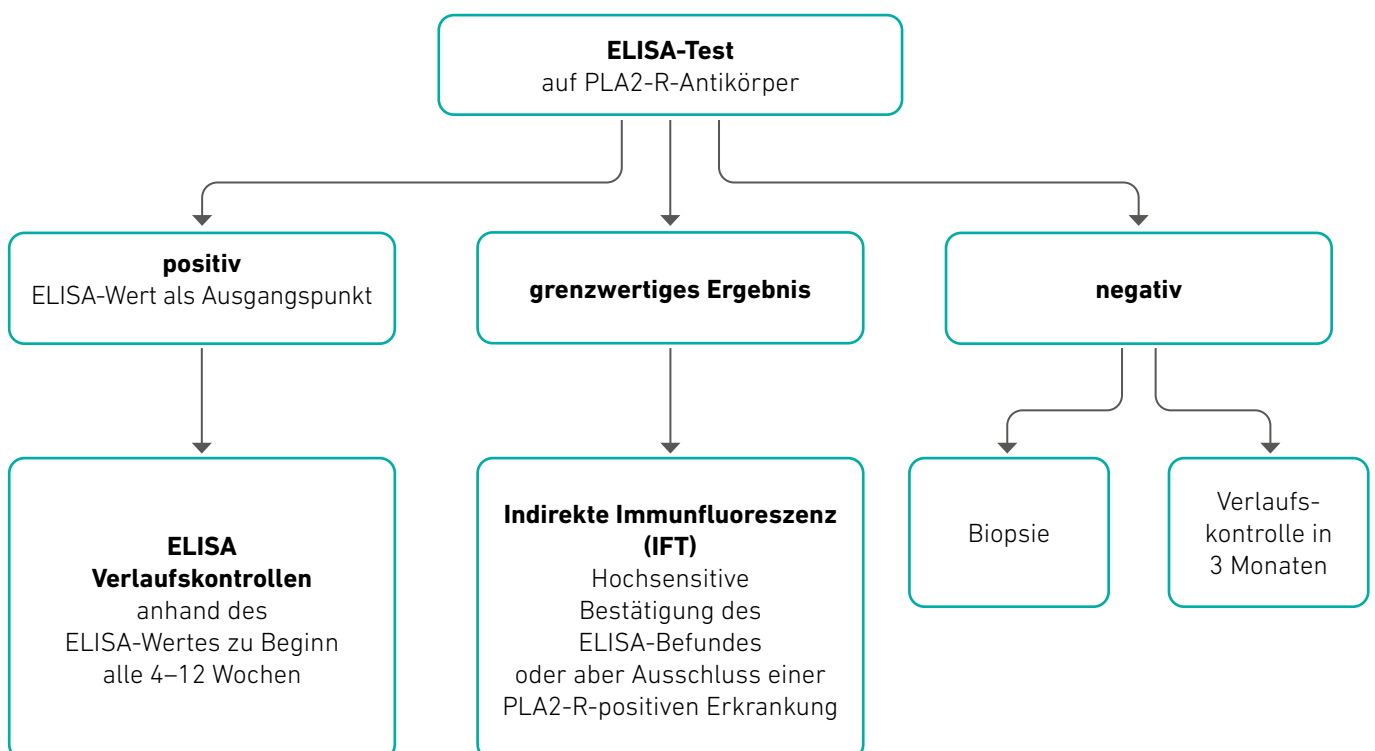 ELISA-Test
auf PLA2-R-Antikörper
positiv
ELISA-Wert als Ausgangspunkt
grenzwertiges Ergebnis
negativ
ELISA
Verlaufskontrollen
anhand des
ELISA-Wertes zu Beginn
alle 4–12 Wochen
Indirekte Immunfluoreszenz
(IFT)
Hochsensitive
Bestätigung des
ELISA-Befundes
oder aber Ausschluss einer
PLA2-R-positiven Erkrankung
Biopsie
Verlaufs-
kontrolle in
3 Monaten